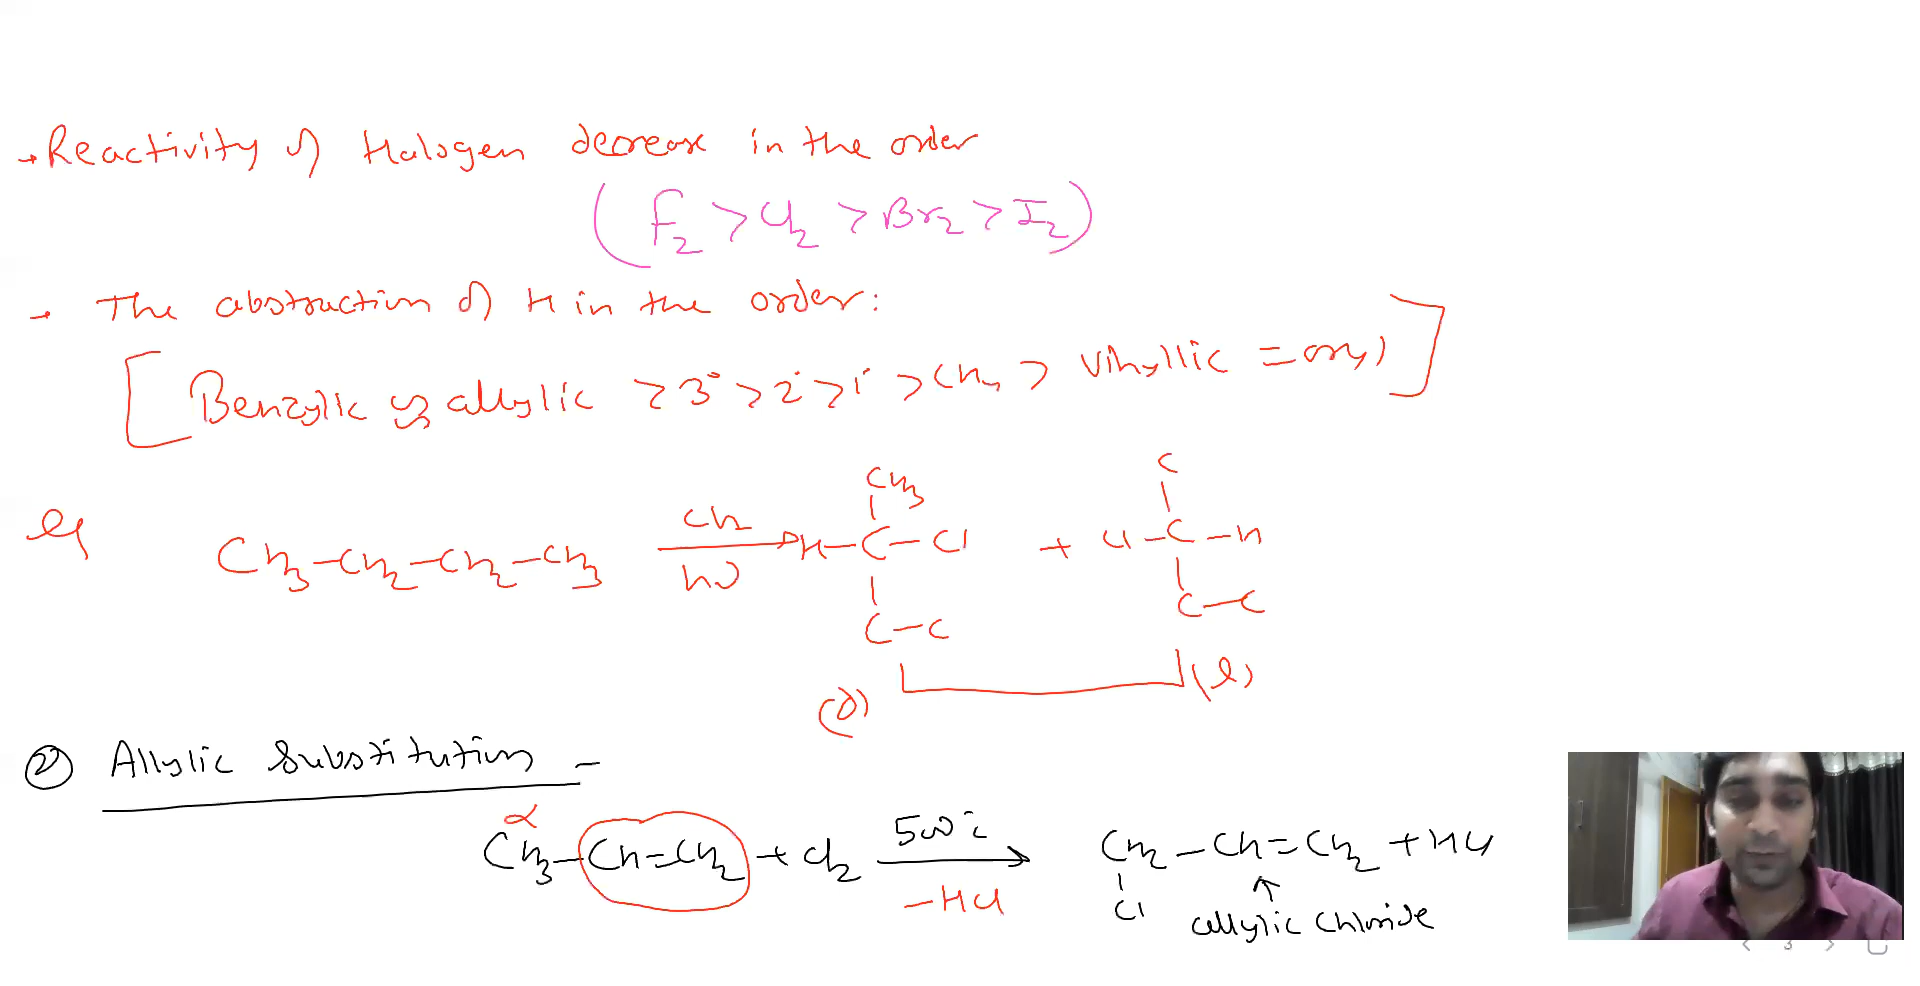 → Reactivity of Halogen decrease in the order
(F2 > Cl2 > Br2 > I2)
→ The abstraction of H in the order:
[Benzylic allylic > 3° > 2° > 1° > CH4 > Vinyllic = aryl]
eg CH3-CH2-CH2-CH3 Cl2 hν
CH3
H-C-Cl
C-C
+
C
Cl-C-H
C-C
(d) (l)
② Allylic Substitution -
α
CH3-CH=CH2 + Cl2 500°C -HCl
CH2-CH=CH2 + HCl
Cl
allylic chloride
3